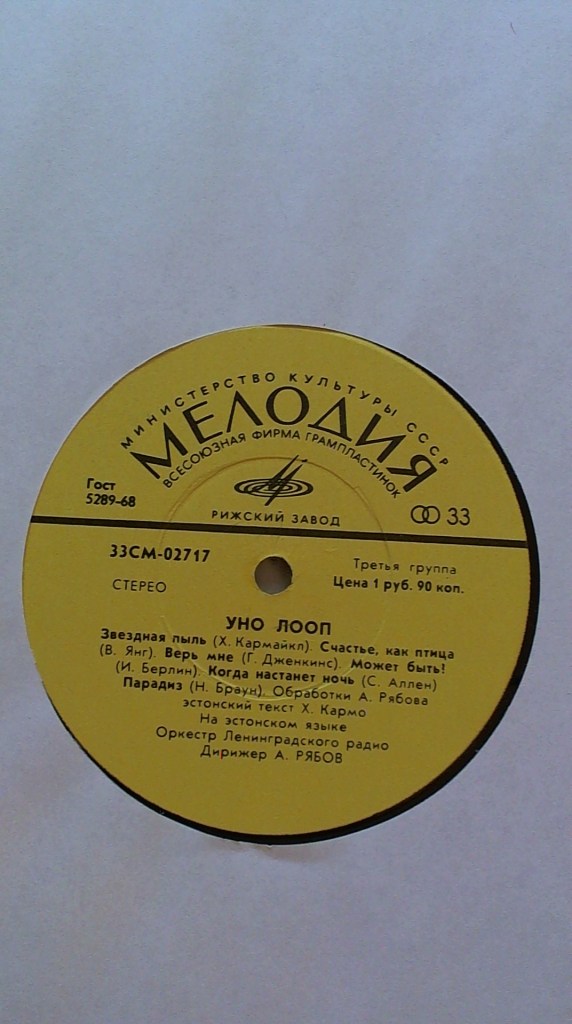 МИНИСТЕРСТВО КУЛЬТУРЫ СССР
МЕЛОДИЯ
ВСЕСОЮЗНАЯ ФИРМА ГРАМПЛАСТИНОК
Гост
5289-68
РИЖСКИЙ ЗАВОД
33
33СМ-02717
Третья группа
СТЕРЕО
Цена 1 руб. 90 коп.
УНО ЛООП
Звездная пыль (Х. Кармайкл). Счастье, как птица
(В. Янг). Верь мне (Г. Дженкинс). Может быть!
(И. Берлин). Когда настанет ночь (С. Аллен)
Парадиз (Н. Браун). Обработки А. Рябова
эстонский текст Х. Кармо
На эстонском языке
Оркестр Ленинградского радио
Дирижер А. РЯБОВ